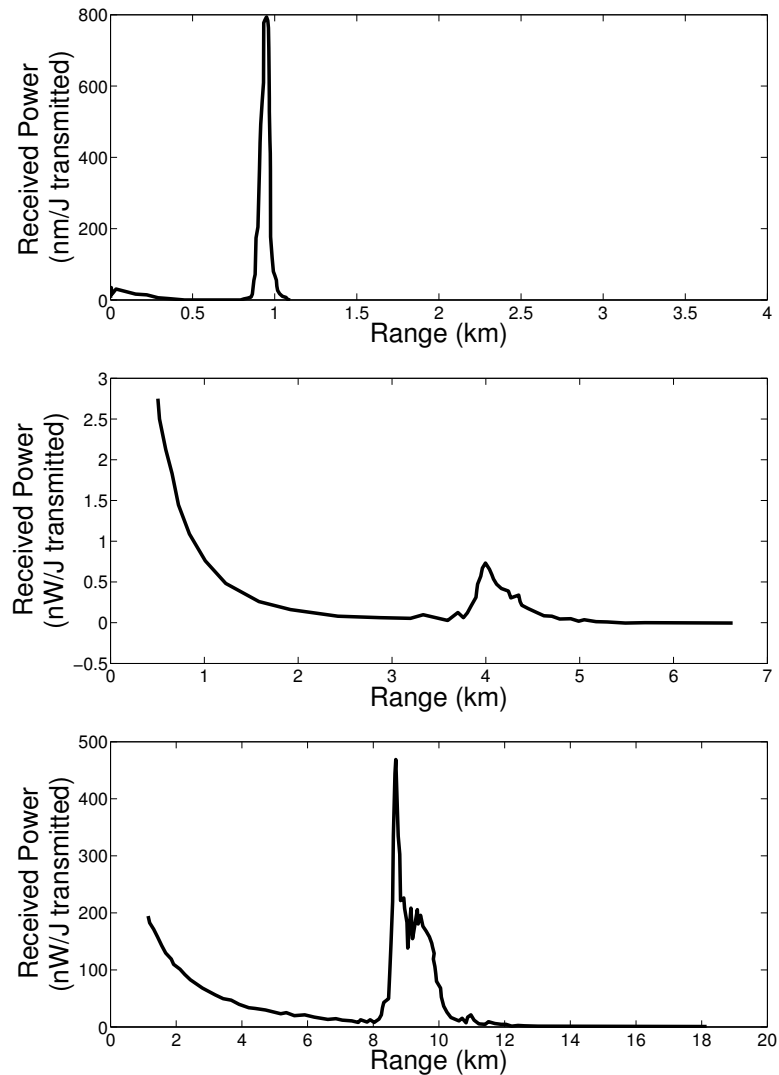 800
600
400
200
0
Received Power
(nm/J transmitted)
0 0.5 1 1.5 2 2.5 3 3.5 4
Range (km)
3
2.5
2
1.5
1
0.5
0
−0.5
Received Power
(nW/J transmitted)
0 1 2 3 4 5 6 7
Range (km)
500
400
300
200
100
0
Received Power
(nW/J transmitted)
0 2 4 6 8 10 12 14 16 18 20
Range (km)